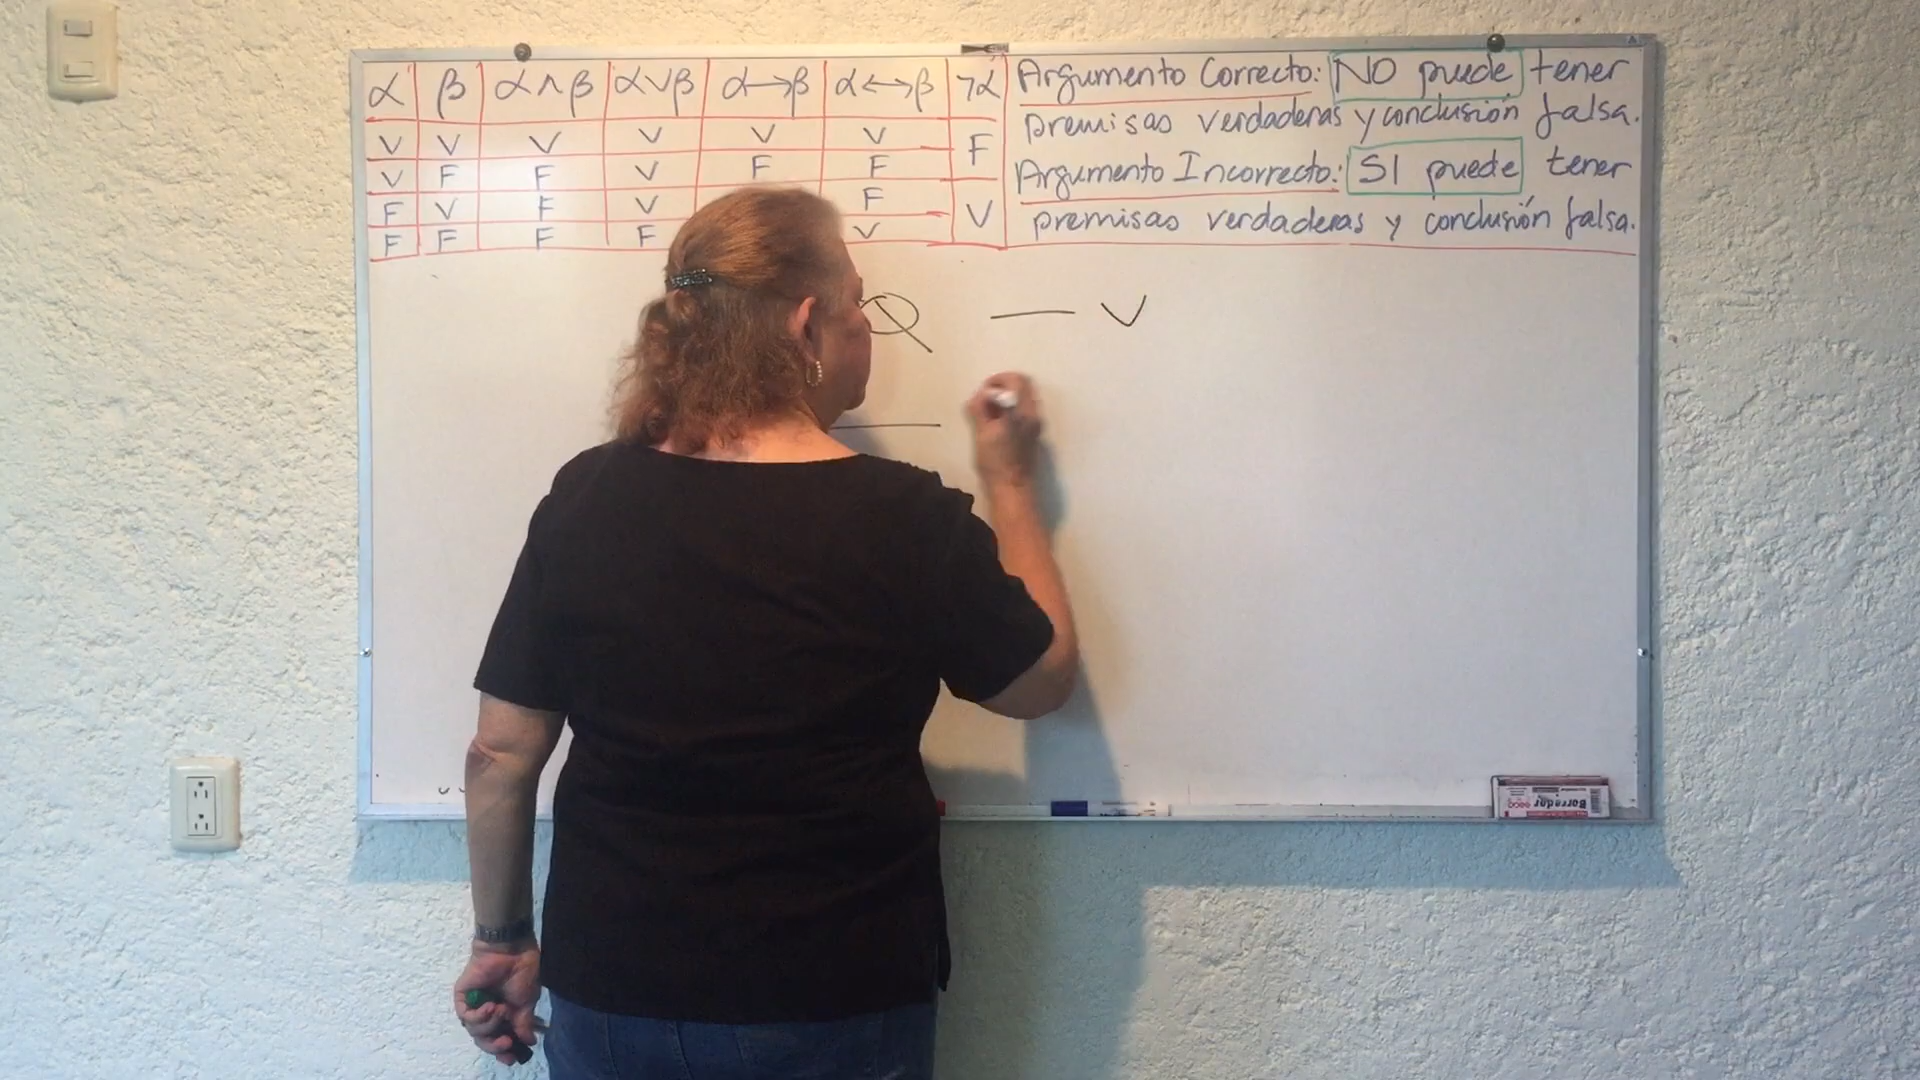 α β α∧β α∨β α→β α↔β ¬α
V V V V V V F
V F F V F F
F V F V F V
F F F F V
Argumento Correcto: NO puede tener
premisas verdaderas y conclusión falsa.
Argumento Incorrecto: SI puede tener
premisas verdaderas y conclusión falsa.
Q — V
Borrador